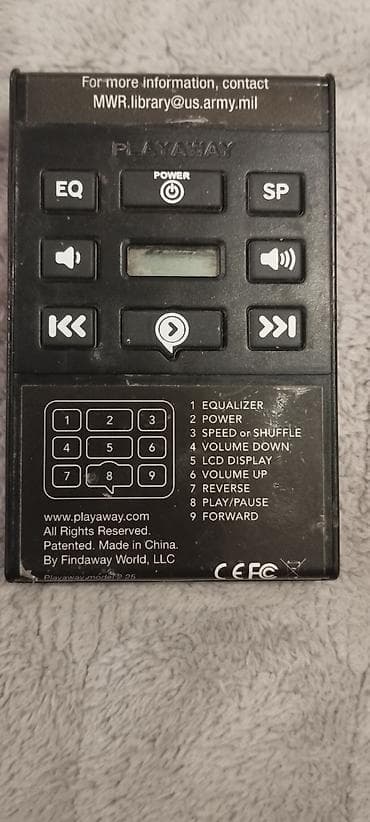 For more information, contact
MWR.library@us.army.mil
PLAYAWAY
EQ
POWER
SP
1 2 3
4 5 6
7 8 9
1 EQUALIZER
2 POWER
3 SPEED or SHUFFLE
4 VOLUME DOWN
5 LCD DISPLAY
6 VOLUME UP
7 REVERSE
8 PLAY/PAUSE
9 FORWARD
www.playaway.com
All Rights Reserved.
Patented. Made in China.
By Findaway World, LLC
Playaway model
CE FC